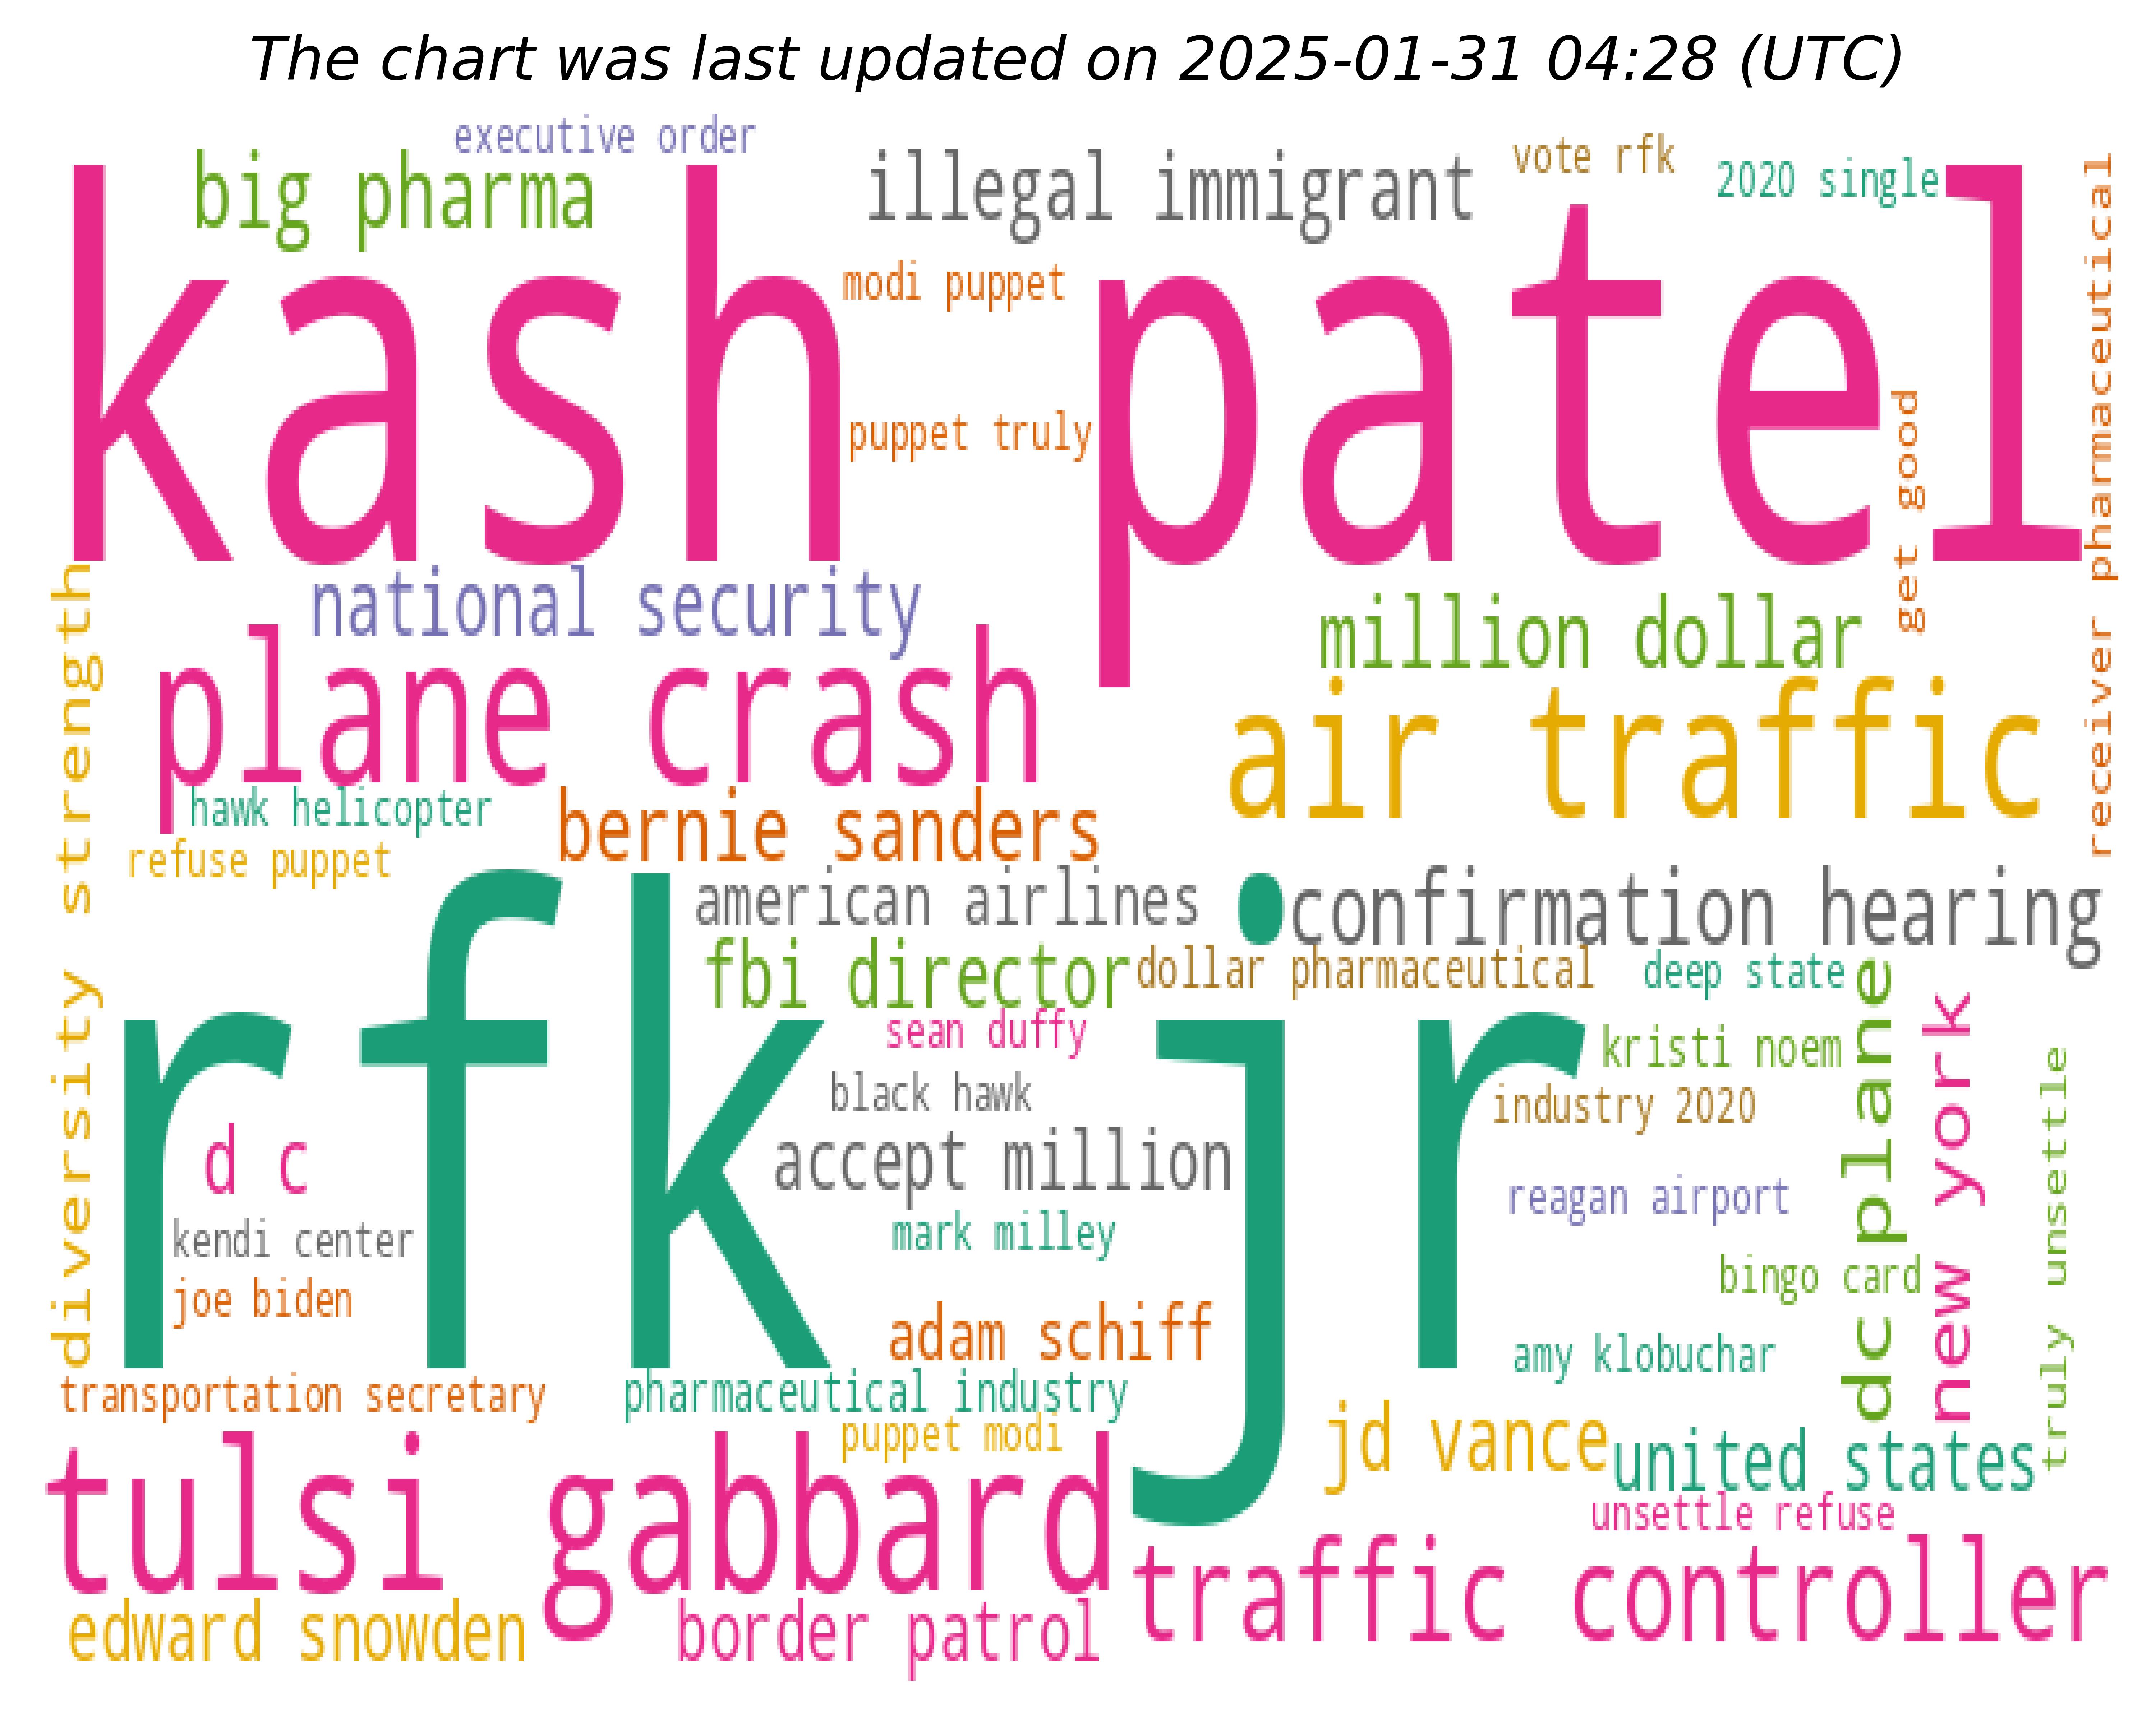 The chart was last updated on 2025-01-31 04:28 (UTC)
executive order
big pharma
illegal immigrant
vote rfk
2020 single
receiver pharmaceutical
kash patel
modi puppet
puppet truly
get good
national security
million dollar
diversity strength
plane crash
air traffic
hawk helicopter
bernie sanders
refuse puppet
american airlines
confirmation hearing
rfk jr
fbi director
dollar pharmaceutical
deep state
dc plane
new york
sean duffy
kristi noem
truly unsettle
black hawk
industry 2020
d c
accept million
reagan airport
kendi center
mark milley
bingo card
joe biden
adam schiff
amy klobuchar
transportation secretary
pharmaceutical industry
puppet modi
jd vance
united states
tulsi gabbard
unsettle refuse
traffic controller
edward snowden
border patrol